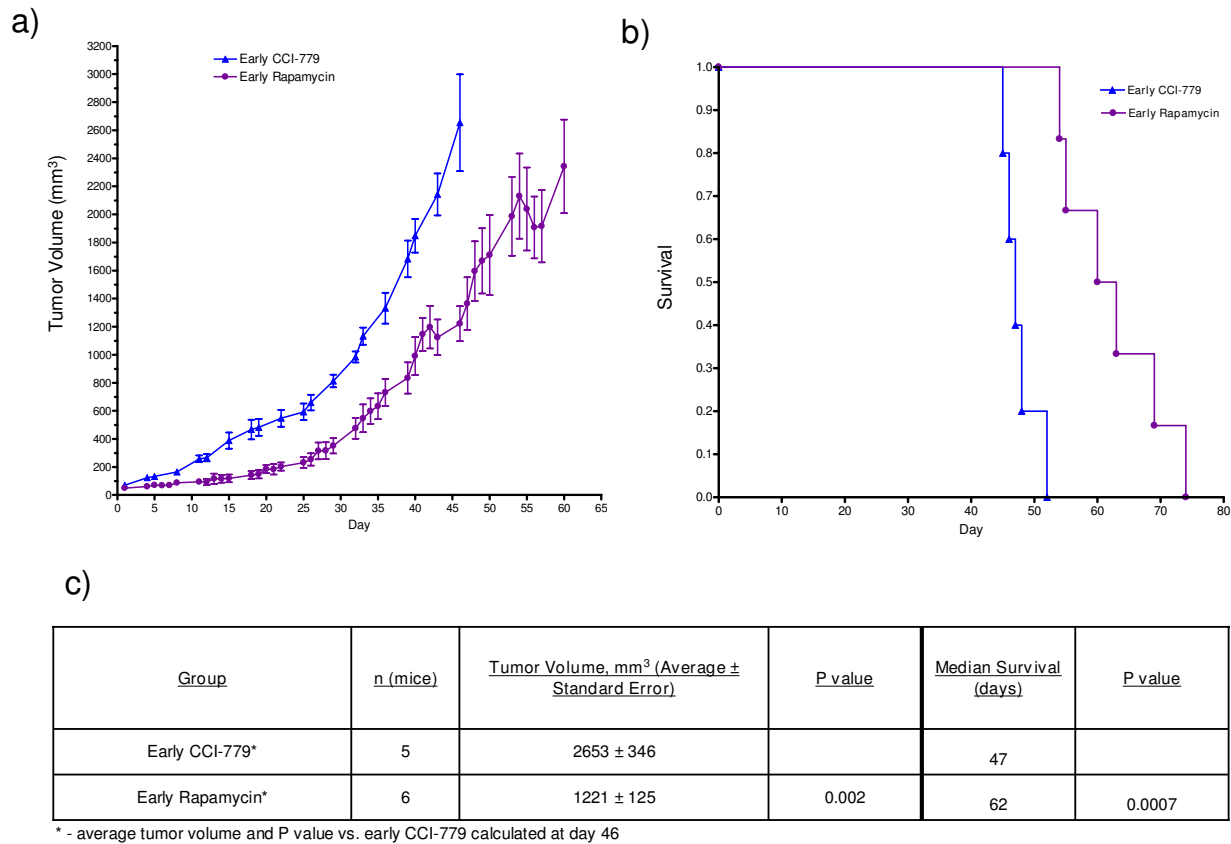 a)
3200
3000
2800
2600
2400
2200
2000
1800
1600
1400
1200
1000
800
600
400
200
0
Tumor Volume (mm³)
Early CCI-779
Early Rapamycin
0 5 10 15 20 25 30 35 40 45 50 55 60 65
Day
b)
1.0
0.9
0.8
0.7
0.6
0.5
0.4
0.3
0.2
0.1
0.0
Survival
Early CCI-779
Early Rapamycin
0 10 20 30 40 50 60 70 80
Day
c)
Group n (mice) Tumor Volume, mm³ (Average ± Standard Error) P value Median Survival (days) P value
Early CCI-779* 5 2653 ± 346 47
Early Rapamycin* 6 1221 ± 125 0.002 62 0.0007
* - average tumor volume and P value vs. early CCI-779 calculated at day 46